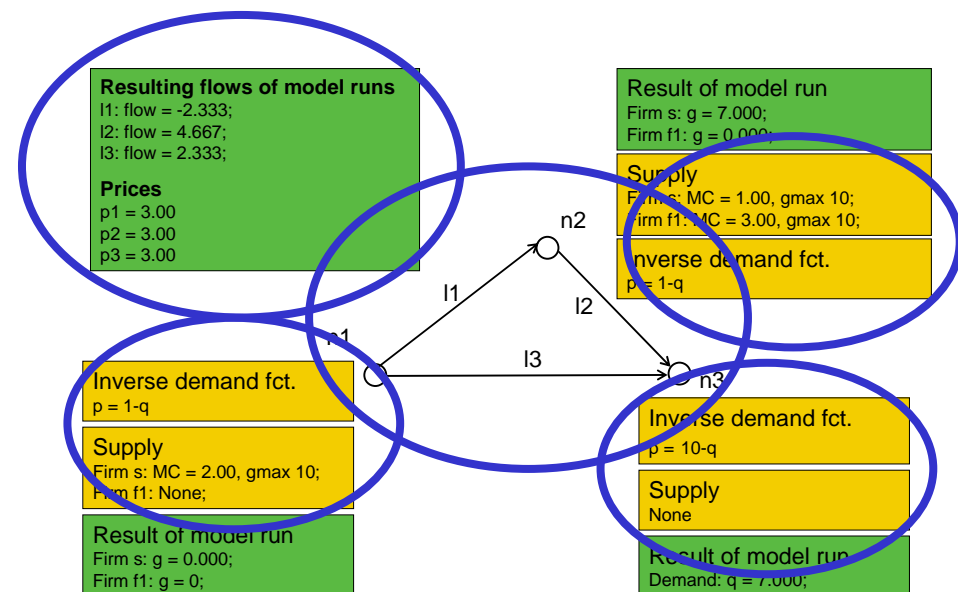 Resulting flows of model runs
l1: flow = -2.333;
l2: flow = 4.667;
l3: flow = 2.333;
Prices
p1 = 3.00
p2 = 3.00
p3 = 3.00
Result of model run
Firm s: g = 7.000;
Firm f1: g = 0.000;
Supply
Firm s: MC = 1.00, gmax 10;
Firm f1: MC = 3.00, gmax 10;
Inverse demand fct.
p = 1-q
n2
l1
l2
n1
l3
n3
Inverse demand fct.
p = 1-q
Supply
Firm s: MC = 2.00, gmax 10;
Firm f1: None;
Result of model run
Firm s: g = 0.000;
Firm f1: g = 0;
Inverse demand fct.
p = 10-q
Supply
None
Result of model run
Demand: q = 7.000;